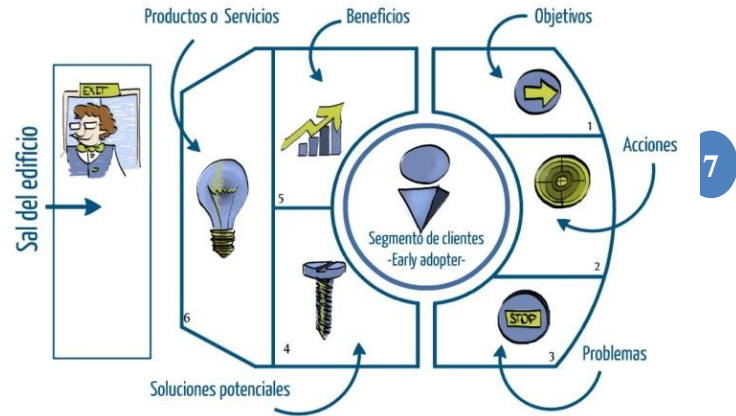 Productos o Servicios
Beneficios
Objetivos
EXIT
Sal del edificio
1
Acciones
7
5
Segmento de clientes
-Early adopter-
2
STOP
6
4
3
Problemas
Soluciones potenciales